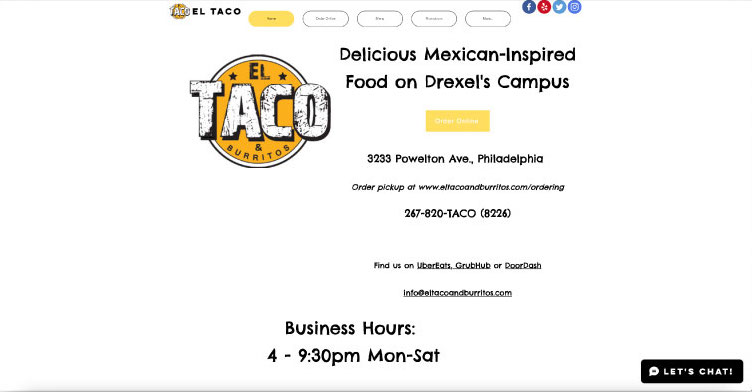 TACO EL TACO
Home
Order Online
Menu
More...
EL
TACO
&
BURRITOS
Delicious Mexican-Inspired
Food on Drexel's Campus
Order Online
3233 Powelton Ave., Philadelphia
Order pickup at www.eltacoandburritos.com/ordering
267-820-TACO (8226)
Find us on UberEats, GrubHub or DoorDash
info@eltacoandburritos.com
Business Hours:
4 - 9:30pm Mon-Sat
LET'S CHAT!